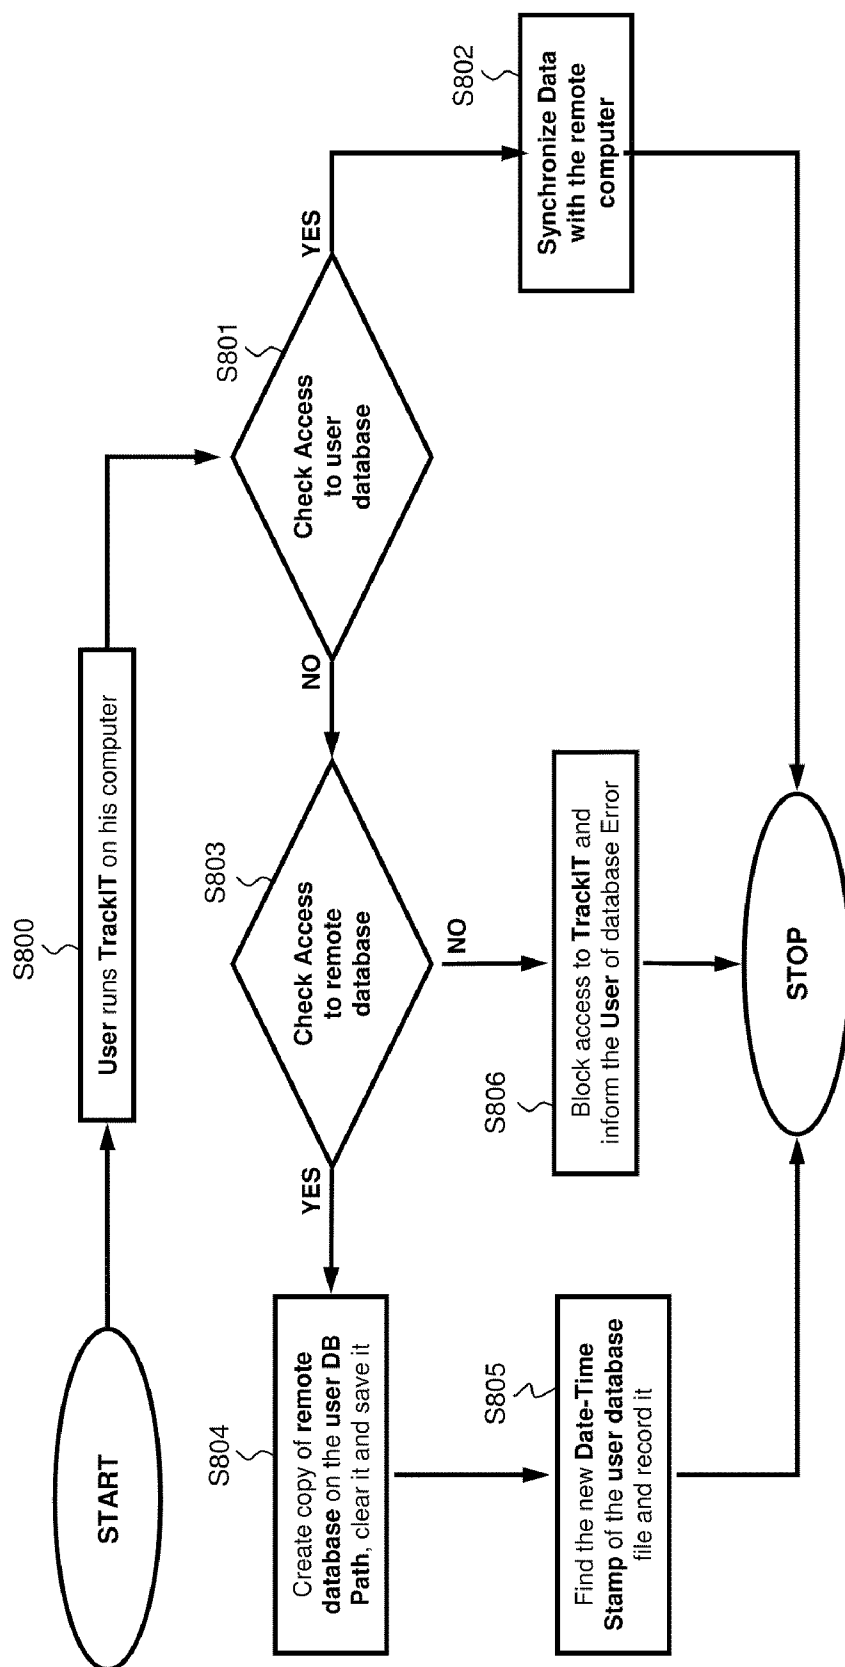 START
S800
User runs TrackIT on his computer
S801
Check Access
to user
database
YES
NO
S802
Synchronize Data
with the remote
computer
S803
Check Access
to remote
database
YES
NO
S804
Create copy of remote
database on the user DB
Path, clear it and save it
S805
Find the new Date-Time
Stamp of the user database
file and record it
S806
Block access to TrackIT and
inform the User of database Error
STOP